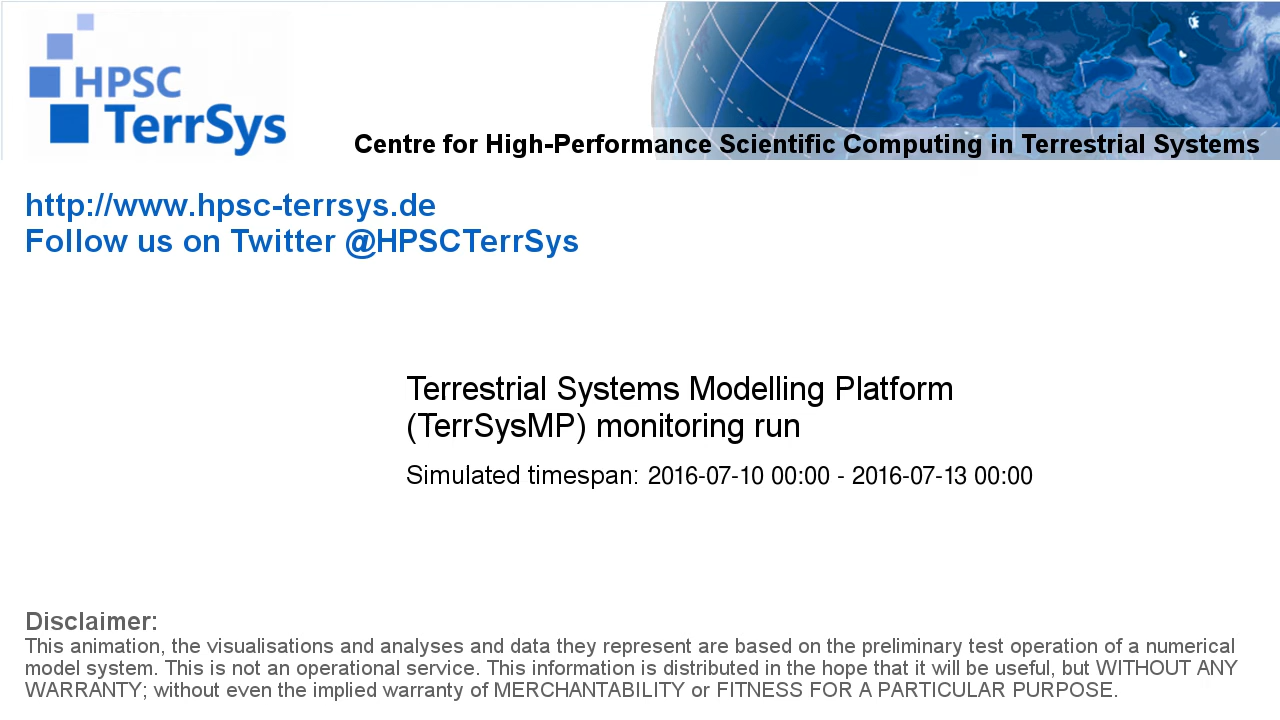 HPSC
TerrSys
Centre for High-Performance Scientific Computing in Terrestrial Systems
http://www.hpsc-terrsys.de
Follow us on Twitter @HPSCTerrSys
Terrestrial Systems Modelling Platform
(TerrSysMP) monitoring run
Simulated timespan: 2016-07-10 00:00 - 2016-07-13 00:00
Disclaimer:
This animation, the visualisations and analyses and data they represent are based on the preliminary test operation of a numerical
model system. This is not an operational service. This information is distributed in the hope that it will be useful, but WITHOUT ANY
WARRANTY; without even the implied warranty of MERCHANTABILITY or FITNESS FOR A PARTICULAR PURPOSE.